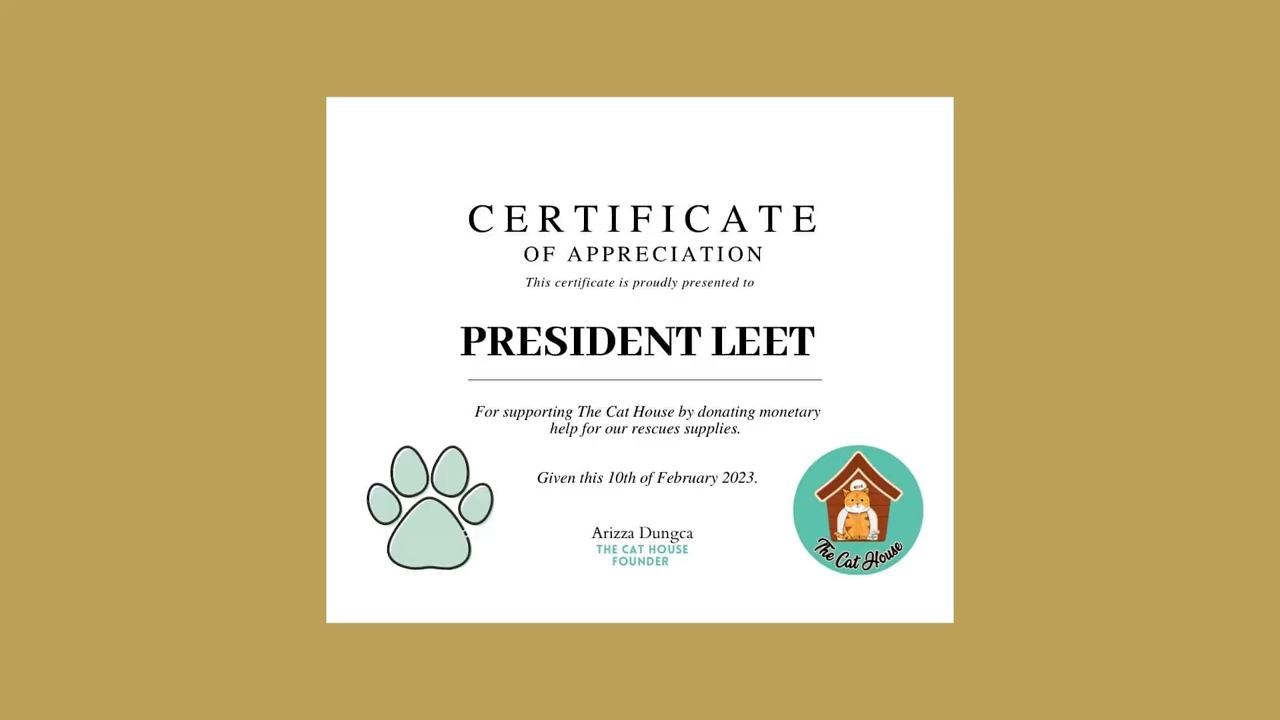 CERTIFICATE
OF APPRECIATION
This certificate is proudly presented to
PRESIDENT LEET
For supporting The Cat House by donating monetary
help for our rescues supplies.
Given this 10th of February 2023.
Arizza Dungca
THE CAT HOUSE
FOUNDER
The Cat House